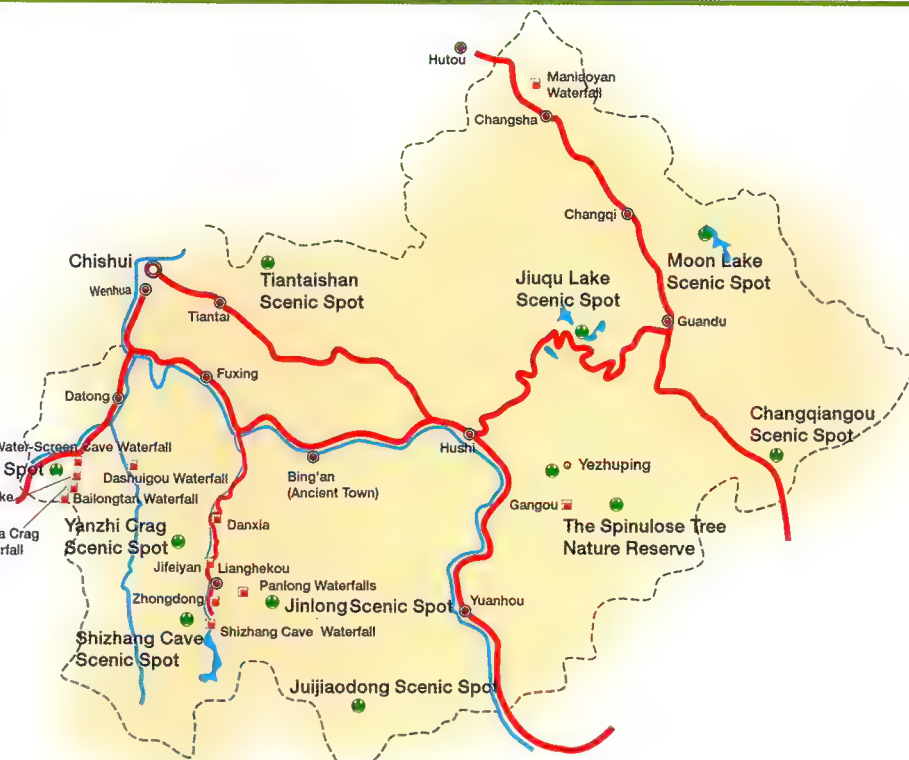 Hutou
Maniaoyan
Waterfall
Changsha
Changqi
Chishui
Wenhua
Tiantaishan
Scenic Spot
Tiantai
Jiuqu Lake
Scenic Spot
Moon Lake
Scenic Spot
Guandu
Fuxing
Datong
Changqiangou
Scenic Spot
Water-Screen Cave Waterfall
Spot
Dashuigou Waterfall
ke
Bailongtan Waterfall
Hushi
Bing'an
(Ancient Town)
Yezhuping
Gangou
The Spinulose Tree
Nature Reserve
a Crag
rfall
Yanzhi Crag
Scenic Spot
Danxia
Jifeiyan
Lianghekou
Panlong Waterfalls
Zhongdong
Jinlong Scenic Spot
Yuanhou
Shizhang Cave
Scenic Spot
Shizhang Cave Waterfall
Juijiaodong Scenic Spot